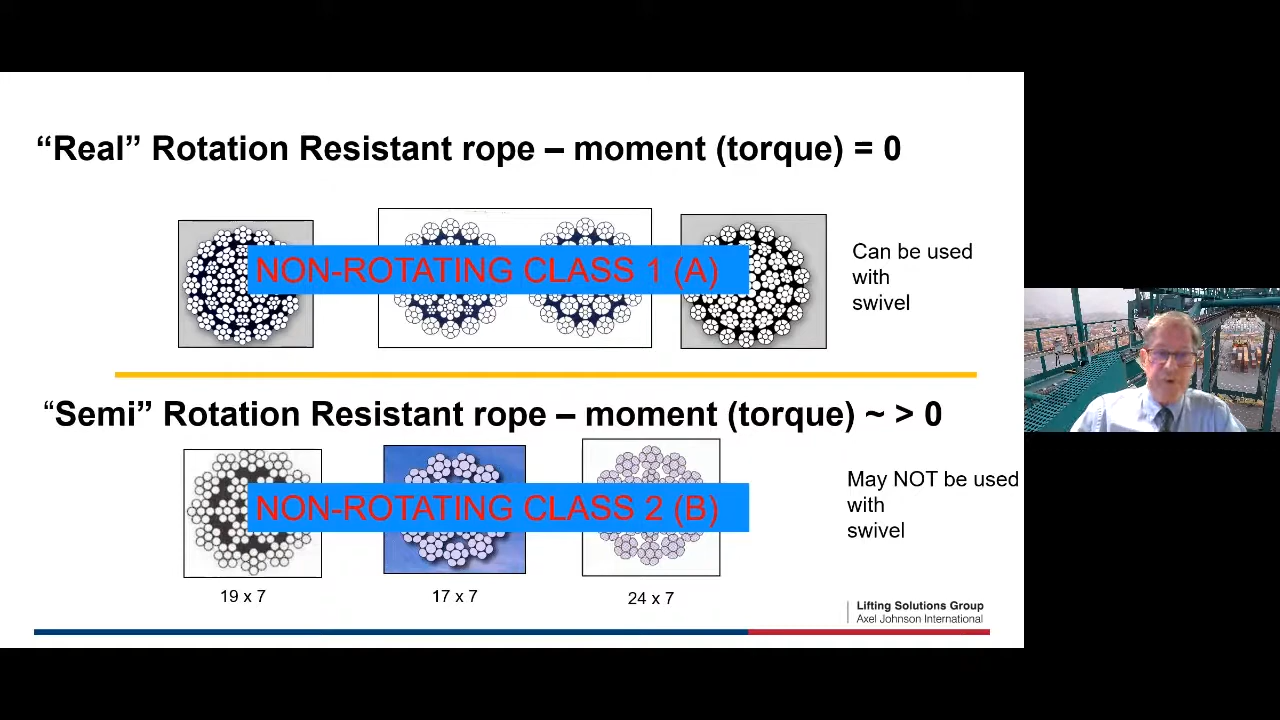 “Real” Rotation Resistant rope – moment (torque) = 0
NON-ROTATING CLASS 1 (A)
Can be used
with
swivel
“Semi” Rotation Resistant rope – moment (torque) ~ > 0
NON-ROTATING CLASS 2 (B)
May NOT be used
with
swivel
19 x 7
17 x 7
24 x 7
Lifting Solutions Group
Axel Johnson International